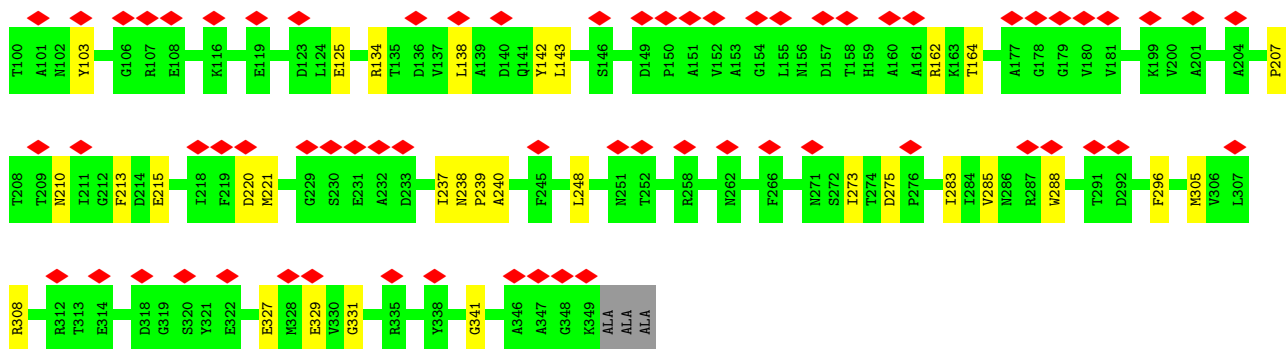 T100 A101 N102 Y103 G106 R107 E108 K116 E119 D123 L124 E125 R134 T135 D136 V137 L138 A139 D140 Q141 Y142 L143 S146 D149 P150 A151 V152 A153 G154 L155 N156 D157 T158 H159 A160 A161 R162 K163 T164 A177 G178 G179 V180 V181 K199 V200 A201 A204 P207
T208 T209 N210 I211 G212 F213 D214 E215 I218 F219 D220 M221 G229 S230 E231 A232 D233 I237 N238 P239 A240 F245 L248 N251 T252 R258 N262 F266 N271 S272 I273 T274 D275 P276 I283 I284 V285 N286 R287 W288 T291 D292 F296 M305 V306 L307
R308 R312 T313 E314 D318 G319 S320 Y321 E322 E327 M328 E329 V330 G331 R335 Y338 G341 A346 A347 G348 K349 ALA ALA ALA